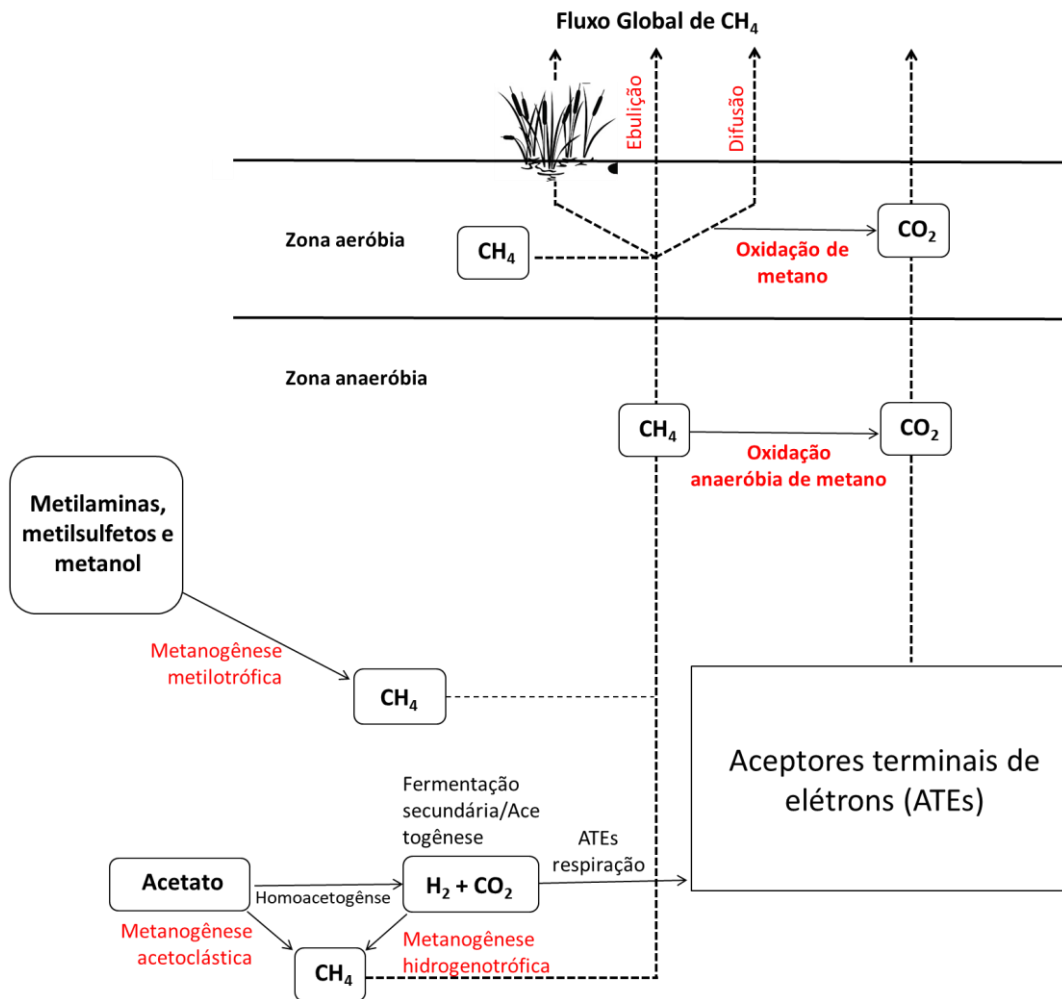 Fluxo Global de CH₄
Ebulição
Difusão
Zona aeróbia
CH₄
CO₂
Oxidação de
metano
Zona anaeróbia
CH₄
CO₂
Oxidação
anaeróbia de metano
Metilaminas,
metilsulfetos e
metanol
Metanogênese
metilotrófica
CH₄
Aceptores terminais de
elétrons (ATEs)
Fermentação
secundária/Ace
togênese
ATEs
respiração
Acetato
Homoacetogênse
H₂ + CO₂
Metanogênese
acetoclástica
Metanogênese
hidrogenotrófica
CH₄